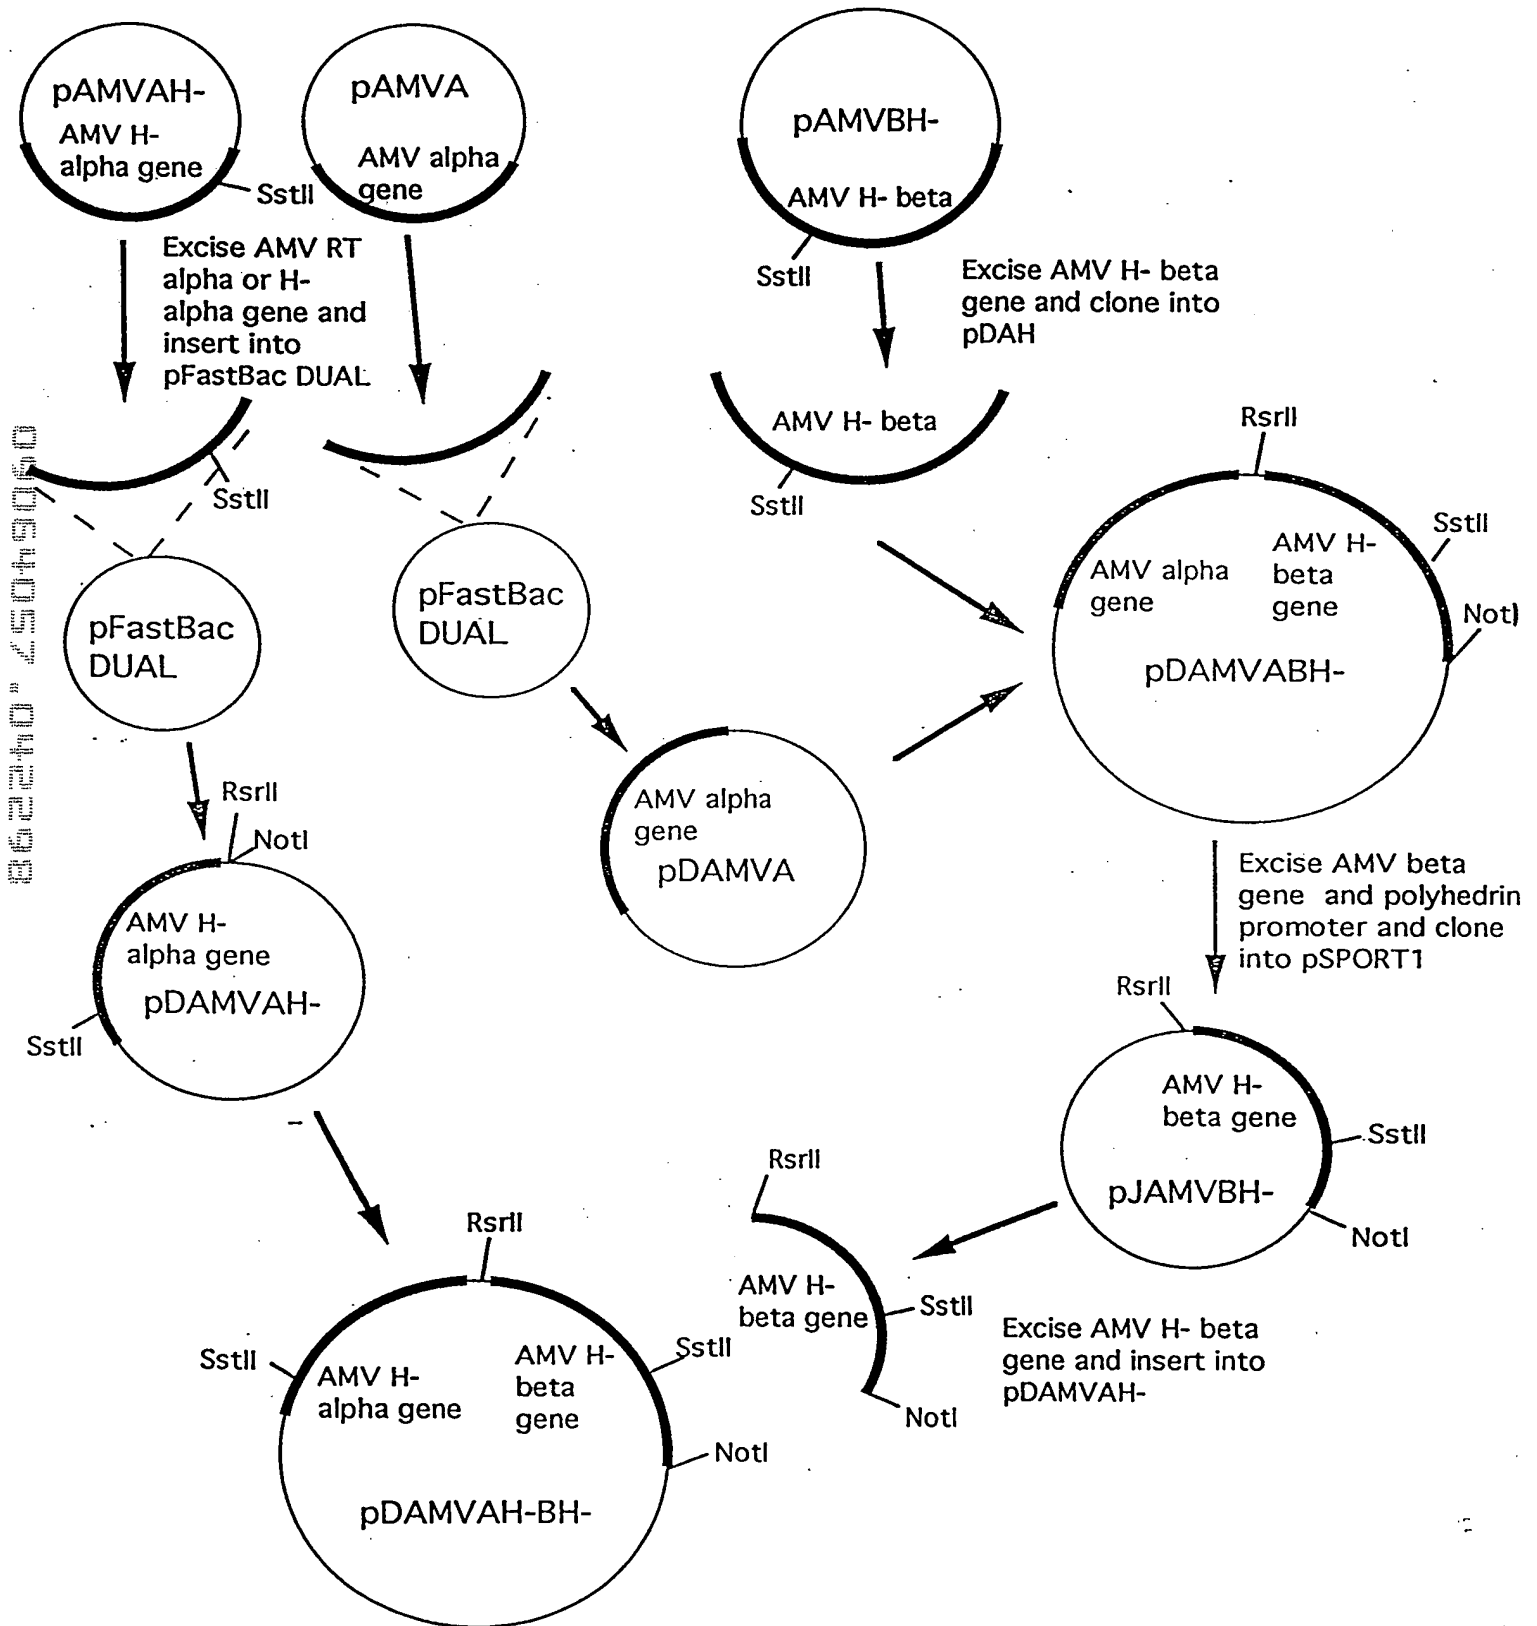 pAMVAH-
AMV H-
alpha gene
SstII
pAMVA
AMV alpha
gene
pAMVBH-
AMV H- beta
SstII
Excise AMV RT
alpha or H-
alpha gene and
insert into
pFastBac DUAL
Excise AMV H- beta
gene and clone into
pDAH
SstII
AMV H- beta
SstII
pFastBac
DUAL
pFastBac
DUAL
RsrII
SstII
NotI
AMV alpha
gene
AMV H-
beta
gene
pDAMVABH-
RsrII
NotI
AMV H-
alpha gene
pDAMVAH-
SstII
AMV alpha
gene
pDAMVA
Excise AMV beta
gene and polyhedrin
promoter and clone
into pSPORT1
RsrII
AMV H-
beta gene
SstII
pJAMVBH-
NotI
RsrII
AMV H-
beta gene
SstII
NotI
Excise AMV H- beta
gene and insert into
pDAMVAH-
RsrII
SstII
SstII
AMV H-
alpha gene
AMV H-
beta
gene
NotI
pDAMVAH-BH-
09064057.042298